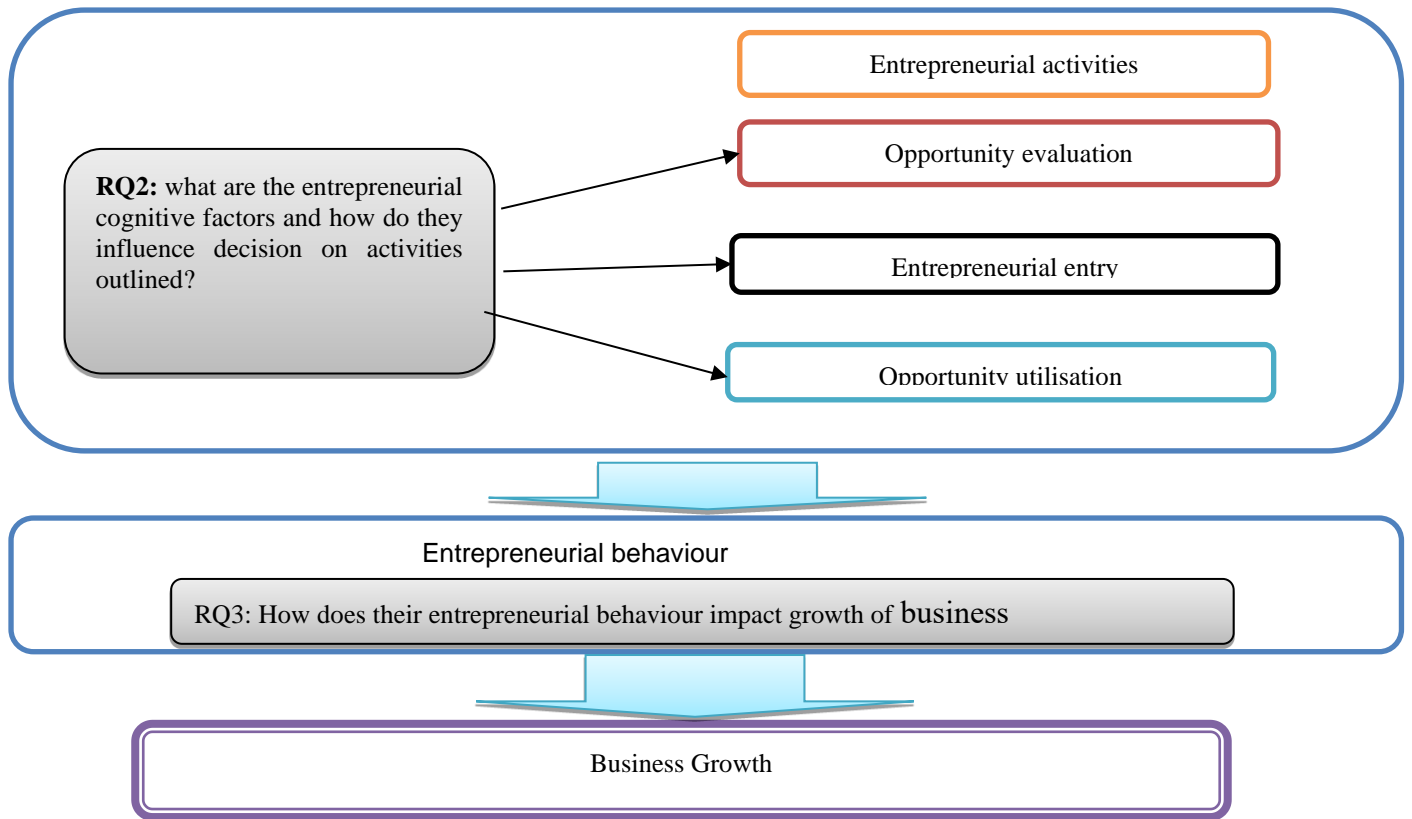 Entrepreneurial activities
Opportunity evaluation
RQ2: what are the entrepreneurial
cognitive factors and how do they
influence decision on activities
outlined?
Entrepreneurial entry
Opportunity utilisation
Entrepreneurial behaviour
RQ3: How does their entrepreneurial behaviour impact growth of business
Business Growth